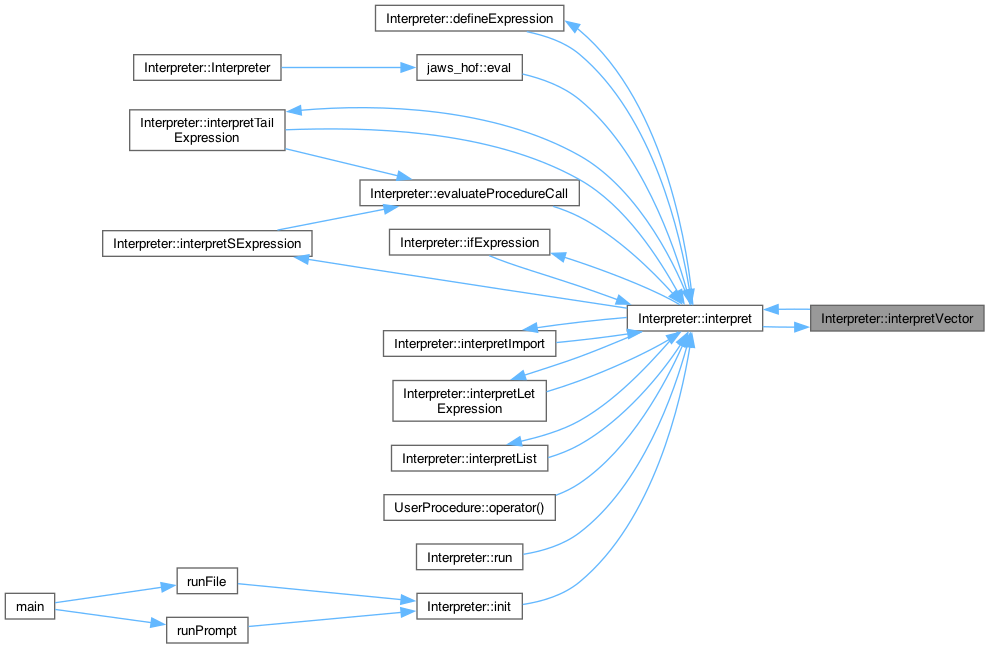 Interpreter::defineExpression
Interpreter::Interpreter
jaws_hof::eval
Interpreter::interpretTail
Expression
Interpreter::evaluateProcedureCall
Interpreter::interpretSExpression
Interpreter::ifExpression
Interpreter::interpret
Interpreter::interpretVector
Interpreter::interpretImport
Interpreter::interpretLet
Expression
Interpreter::interpretList
UserProcedure::operator()
Interpreter::run
runFile
main
Interpreter::init
runPrompt